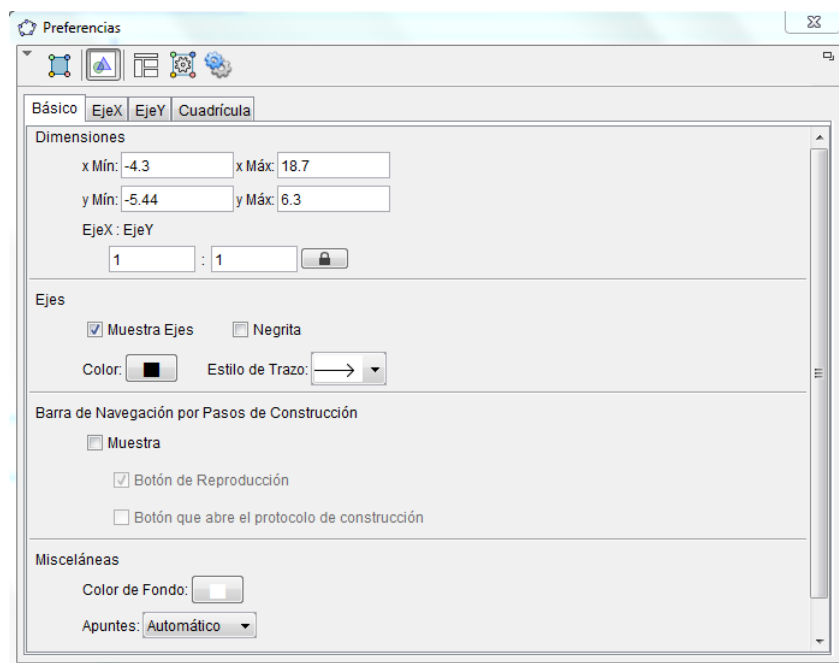 Preferencias
Básico EjeX EjeY Cuadrícula
Dimensiones
x Mín: -4.3 x Máx: 18.7
y Mín: -5.44 y Máx: 6.3
EjeX : EjeY
1 : 1
Ejes
Muestra Ejes Negrita
Color: Estilo de Trazo:
Barra de Navegación por Pasos de Construcción
Muestra
Botón de Reproducción
Botón que abre el protocolo de construcción
Misceláneas
Color de Fondo:
Apuntes: Automático